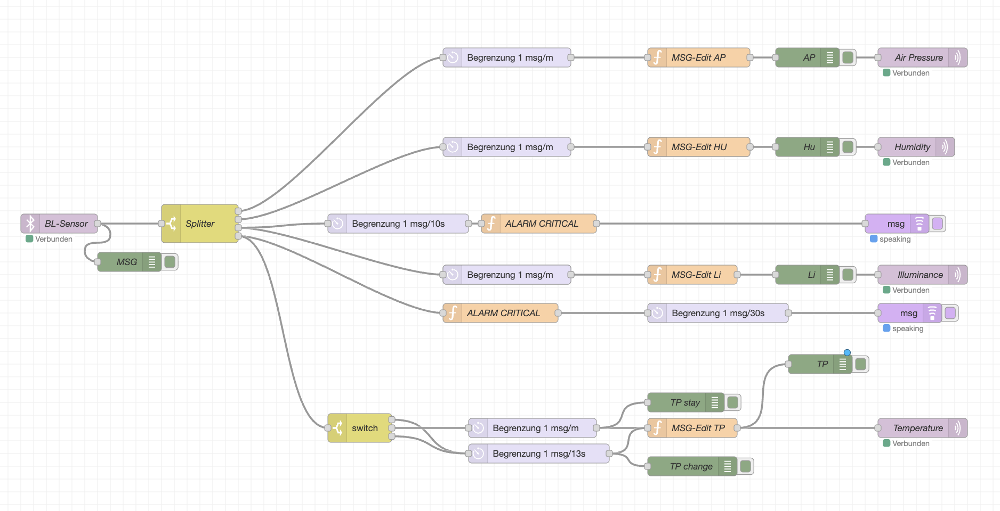 Begrenzung 1 msg/m
MSG-Edit AP
AP
Air Pressure
Verbunden
Begrenzung 1 msg/m
MSG-Edit HU
Hu
Humidity
Verbunden
BL-Sensor
Verbunden
Splitter
Begrenzung 1 msg/10s
ALARM CRITICAL
msg
speaking
MSG
Begrenzung 1 msg/m
MSG-Edit Li
Li
Illuminance
Verbunden
ALARM CRITICAL
Begrenzung 1 msg/30s
msg
speaking
TP
TP stay
switch
Begrenzung 1 msg/m
MSG-Edit TP
Temperature
Verbunden
Begrenzung 1 msg/13s
TP change